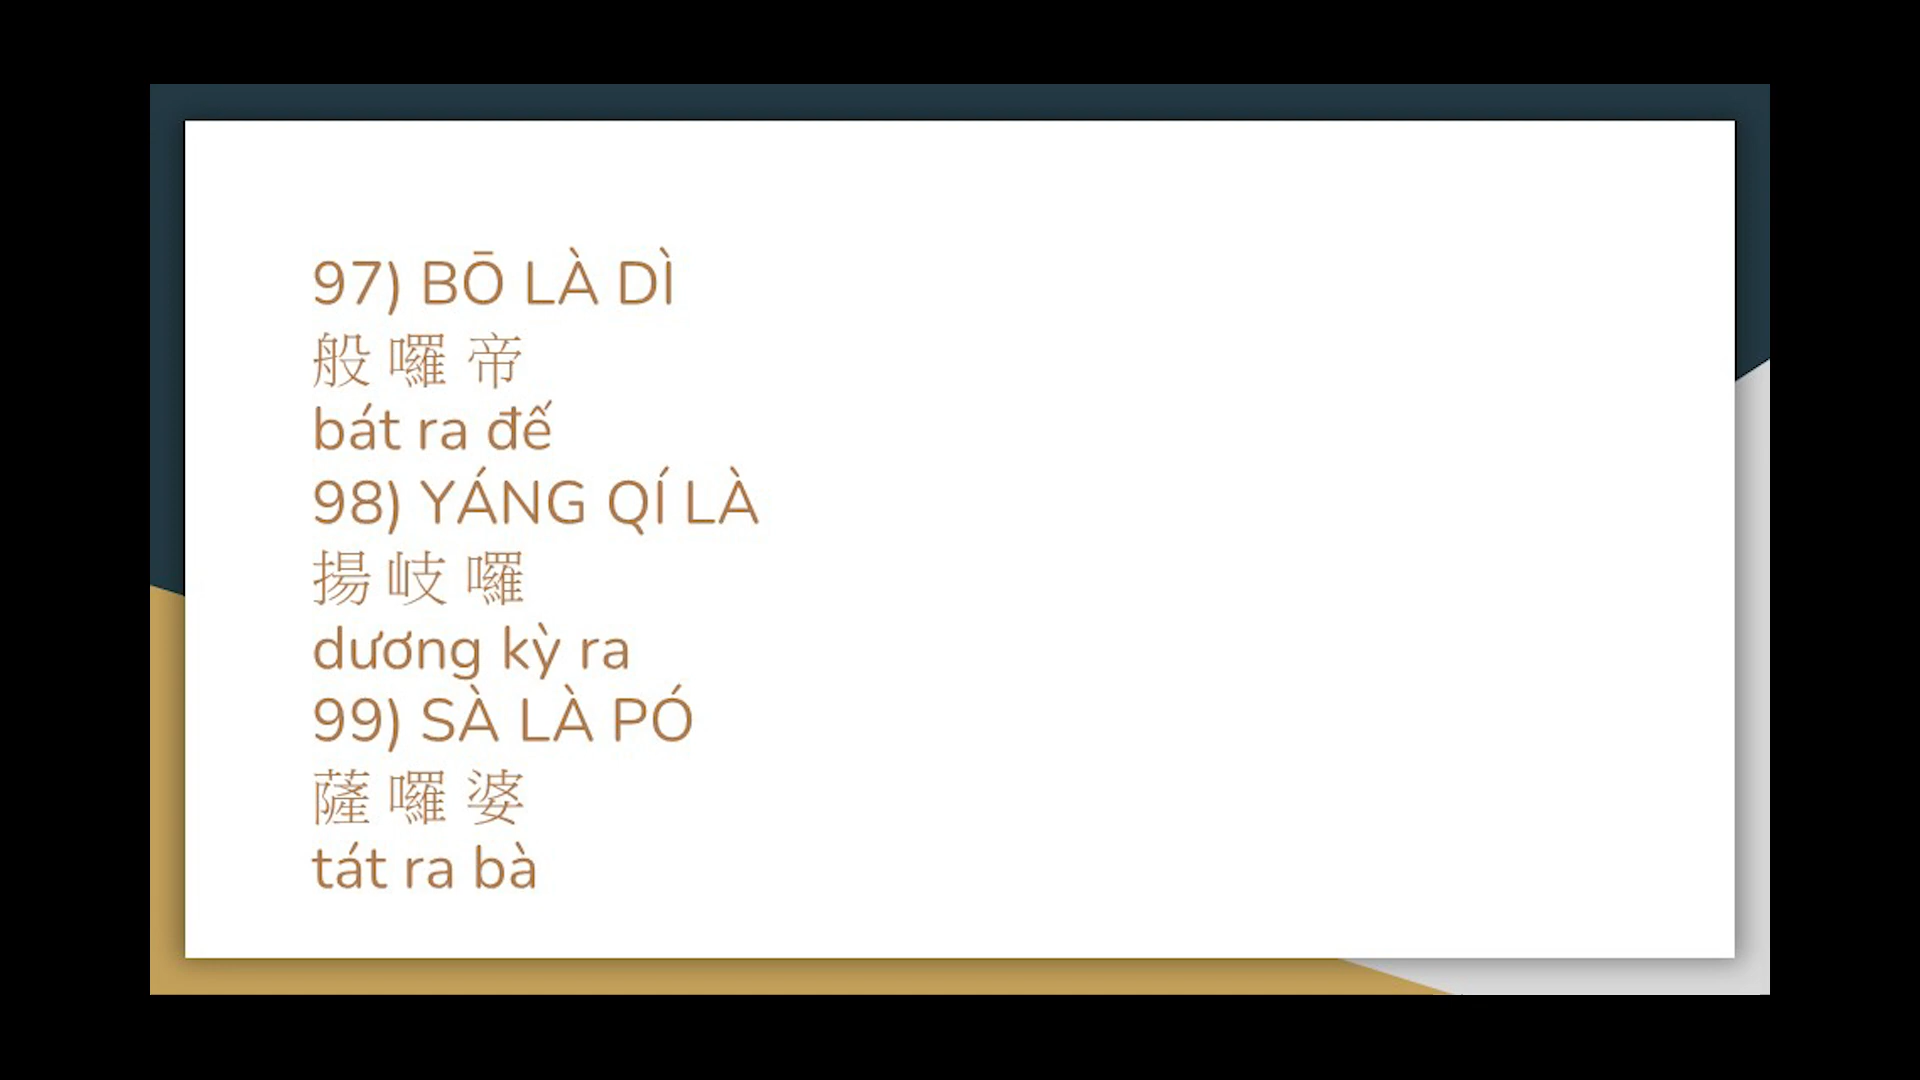 97) BŌ LÀ DÌ
般 囉 帝
bát ra đế
98) YÁNG QÍ LÀ
揚 岐 囉
dương kỳ ra
99) SÀ LÀ PÓ
薩 囉 婆
tát ra bà